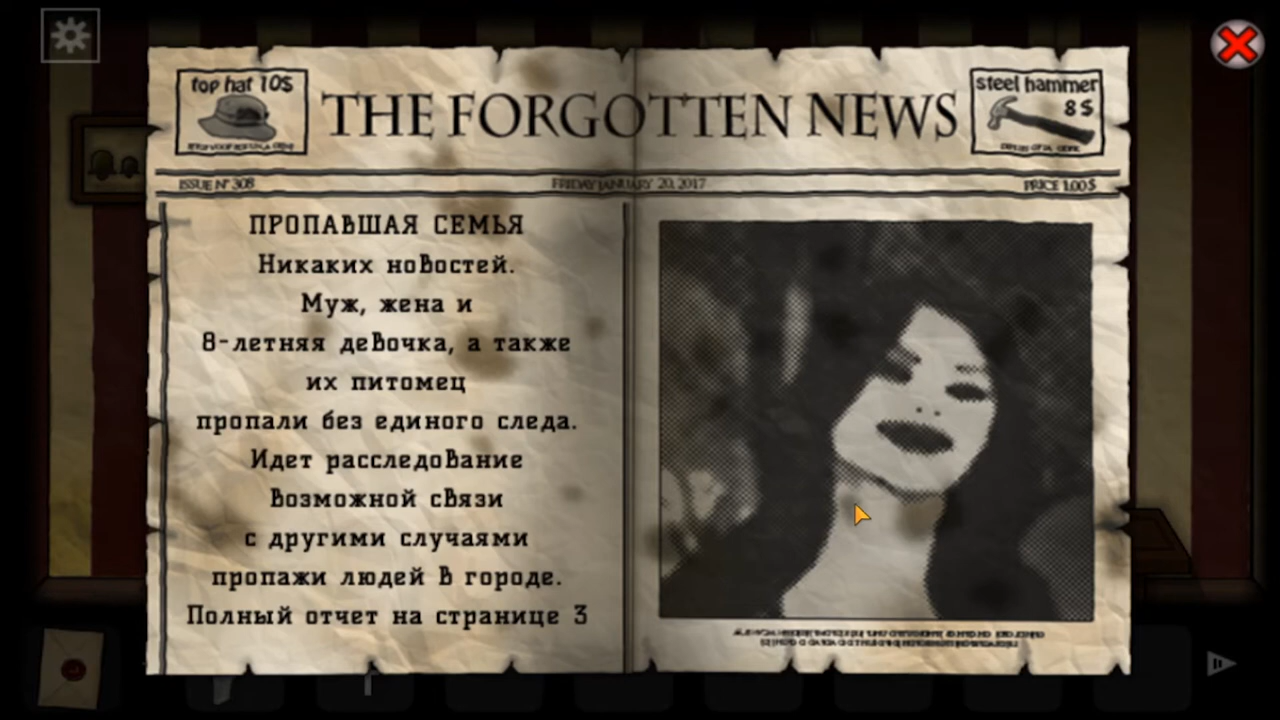 top hat 10$
THE FORGOTTEN NEWS
steel hammer
8$
ISSUE N° 308
FRIDAY JANUARY 20, 2017
PRICE 1.00$
ПРОПАВШАЯ СЕМЬЯ
Никаких новостей.
Муж, жена и
8-летняя девочка, а также
их питомец
пропали без единого следа.
Идет расследование
возможной связи
с другими случаями
пропажи людей в городе.
Полный отчет на странице 3